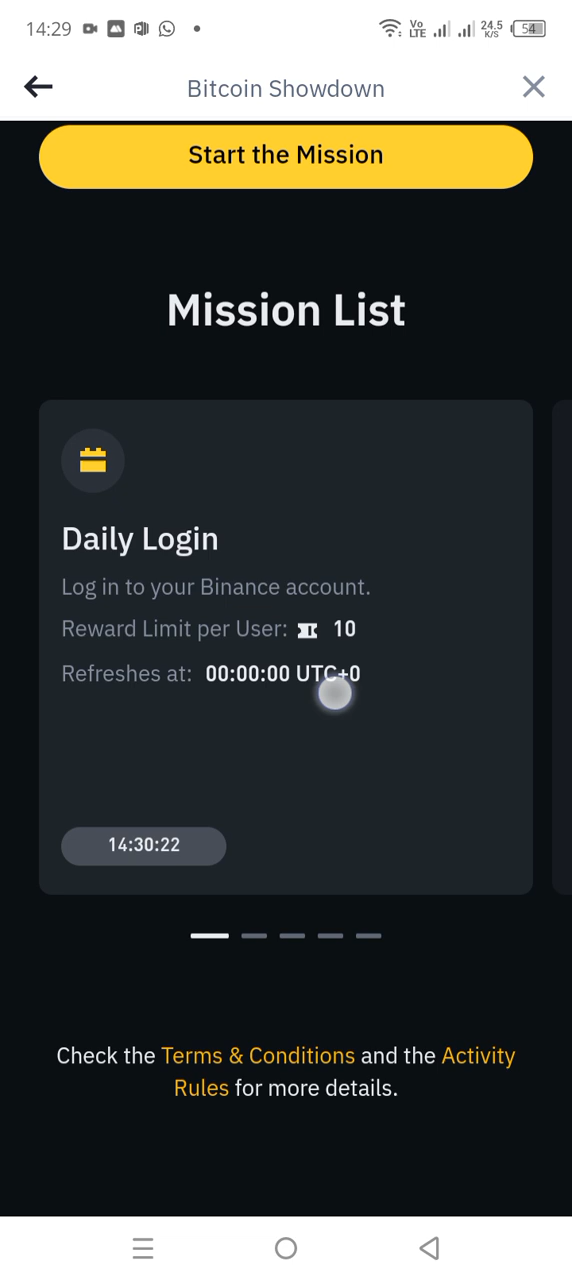 14:29
Vo
LTE
24.5
K/S
54
Bitcoin Showdown
Start the Mission
Mission List
Daily Login
Log in to your Binance account.
Reward Limit per User: 10
Refreshes at: 00:00:00 UTC+0
14:30:22
Check the Terms & Conditions and the Activity
Rules for more details.